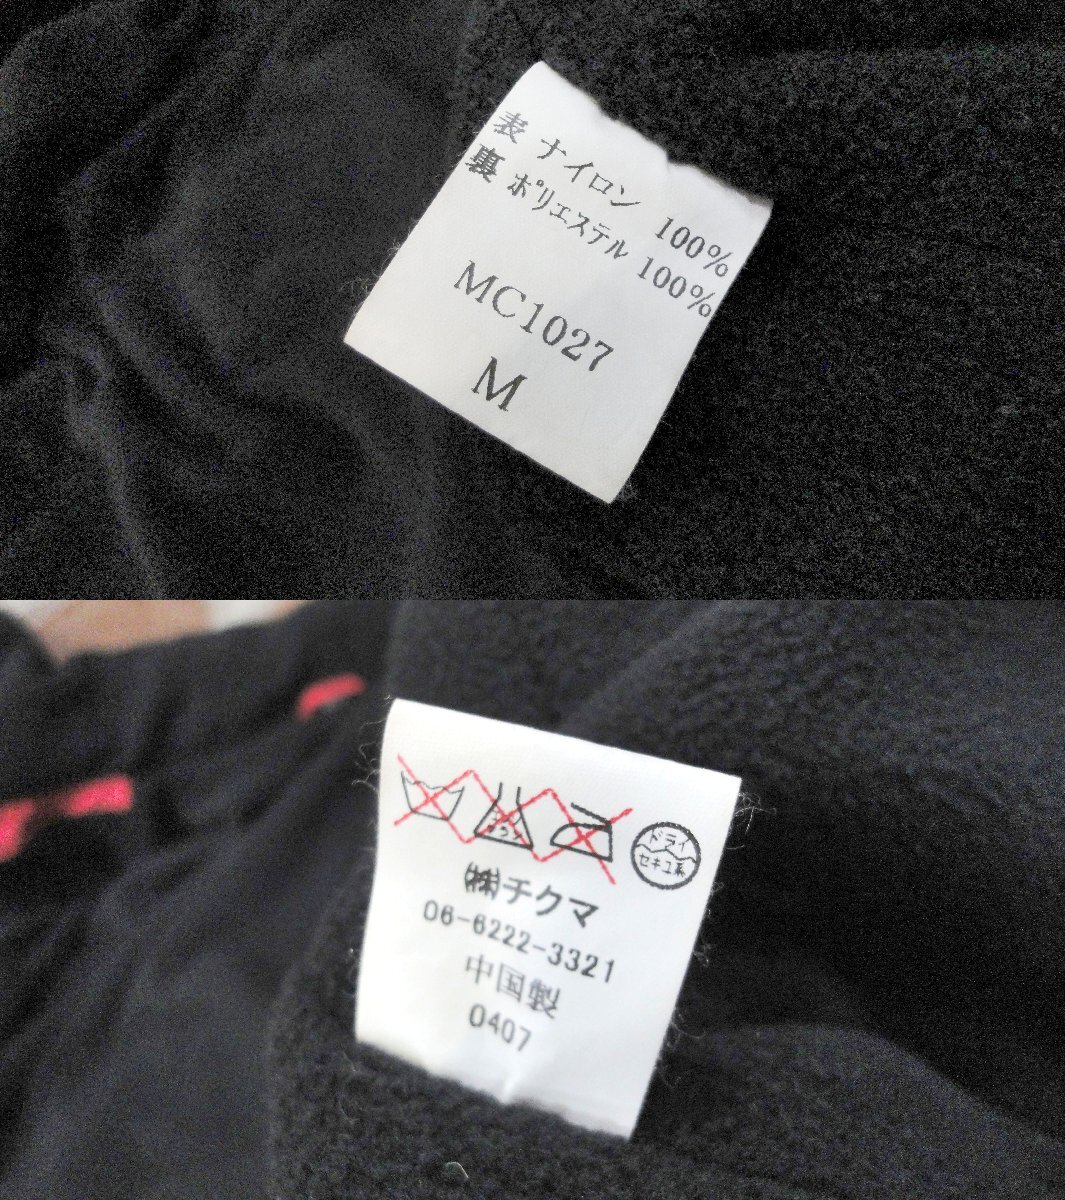 表 ナイロン 100%
裏 ポリエステル 100%
MC1027
M
ドライ
セキユ系
㈱チクマ
06-6222-3321
中国製
0407